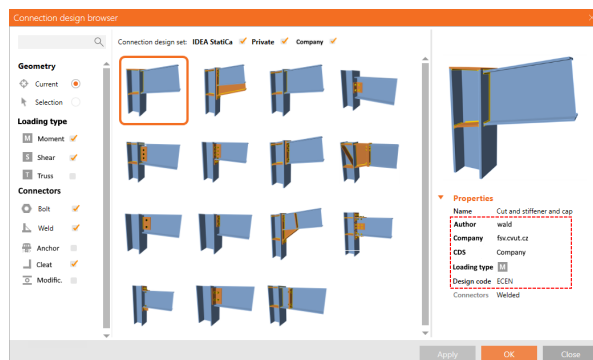 Connection design browser
Connection design set: IDEA StatiCa Private Company
Geometry
Current
Selection
Loading type
M Moment
S Shear
T Truss
Connectors
Bolt
Weld
Anchor
Cleat
Modific.
Properties
Name Cut and stiffener and cap
Author wald
Company fsv.cvut.cz
CDS Company
Loading type M
Design code ECEN
Connectors Welded
Apply OK Close